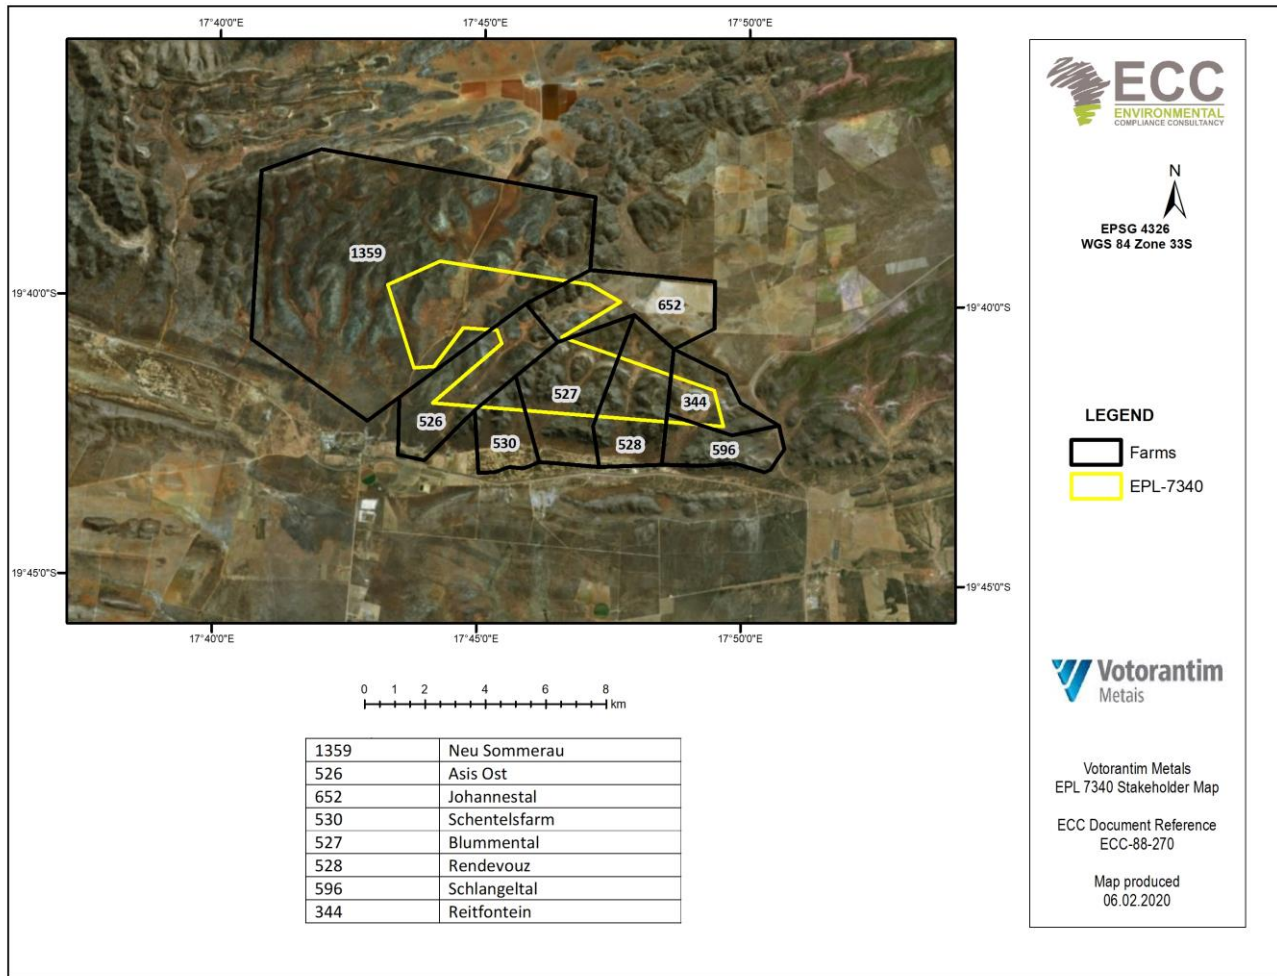 17°40'0"E 17°45'0"E 17°50'0"E
19°40'0"S 19°40'0"S
19°45'0"S 19°45'0"S
17°40'0"E 17°45'0"E 17°50'0"E
1359
652
344
527
526
530
528
596
0 1 2 4 6 8
km
1359 Neu Sommerau
526 Asis Ost
652 Johannestal
530 Schentelsfarm
527 Blummental
528 Rendevouz
596 Schlangeltal
344 Reitfontein
ECC
ENVIRONMENTAL
COMPLIANCE CONSULTANCY
N
EPSG 4326
WGS 84 Zone 33S
LEGEND
Farms
EPL-7340
Votorantim
Metais
Votorantim Metals
EPL 7340 Stakeholder Map
ECC Document Reference
ECC-88-270
Map produced
06.02.2020